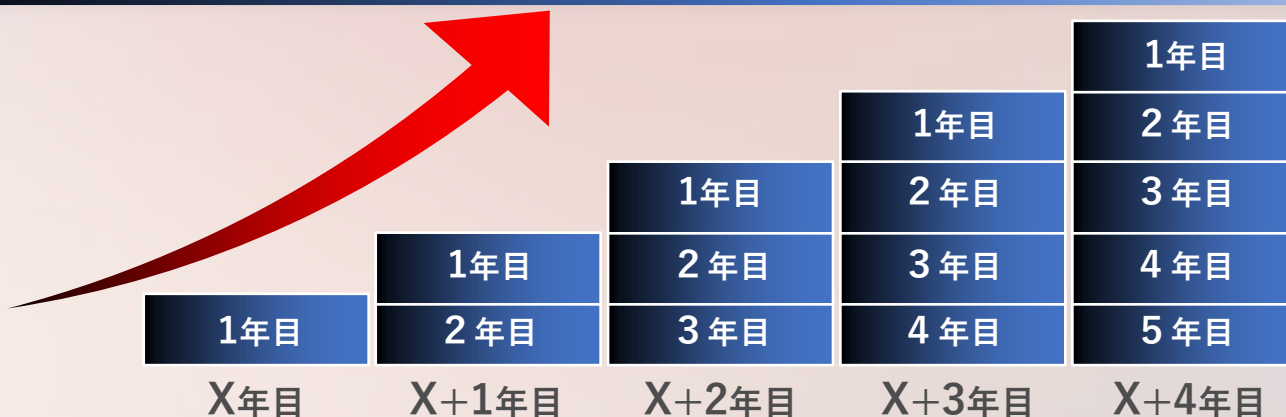 1年目
1年目
2 年目
1年目
2 年目
3 年目
1年目
2 年目
3 年目
4 年目
1年目
2 年目
3 年目
4 年目
5 年目
X年目
X+1年目
X+2年目
X+3年目
X+4年目